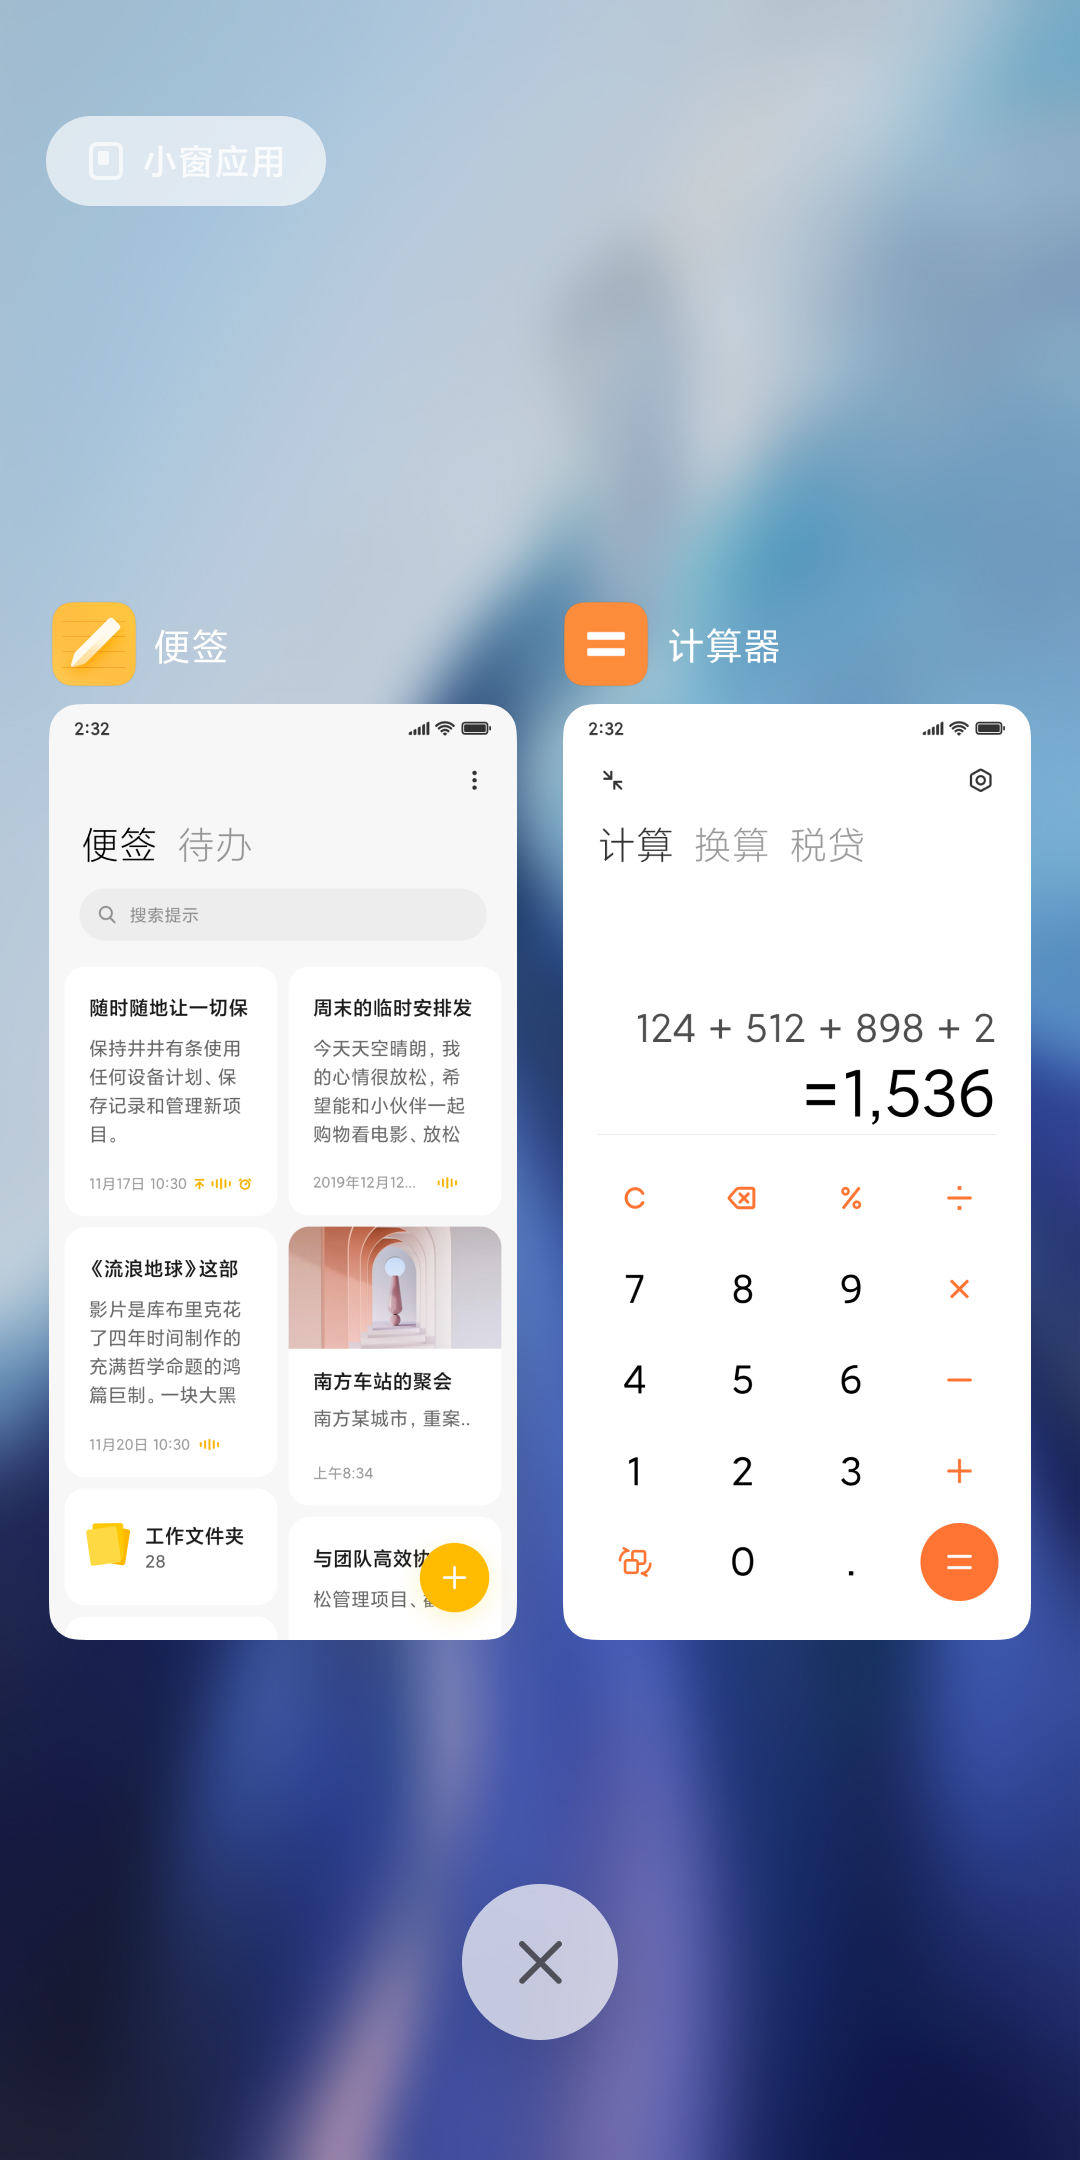 小窗应用
便签
2:32
便签 待办
搜索提示
随时随地让一切保
保持井井有条使用
任何设备计划、保
存记录和管理新项
目。
11月17日 10:30
《流浪地球》这部
影片是库布里克花
了四年时间制作的
充满哲学命题的鸿
篇巨制。一块大黑
11月20日 10:30
工作文件夹
28
周末的临时安排发
今天天空晴朗，我
的心情很放松，希
望能和小伙伴一起
购物看电影、放松
2019年12月12...
南方车站的聚会
南方某城市，重案..
上午8:34
与团队高效协
松管理项目、
计算器
2:32
计算 换算 税贷
124 + 512 + 898 + 2
=1,536
C % ÷
7 8 9 ×
4 5 6 −
1 2 3 +
0 . =